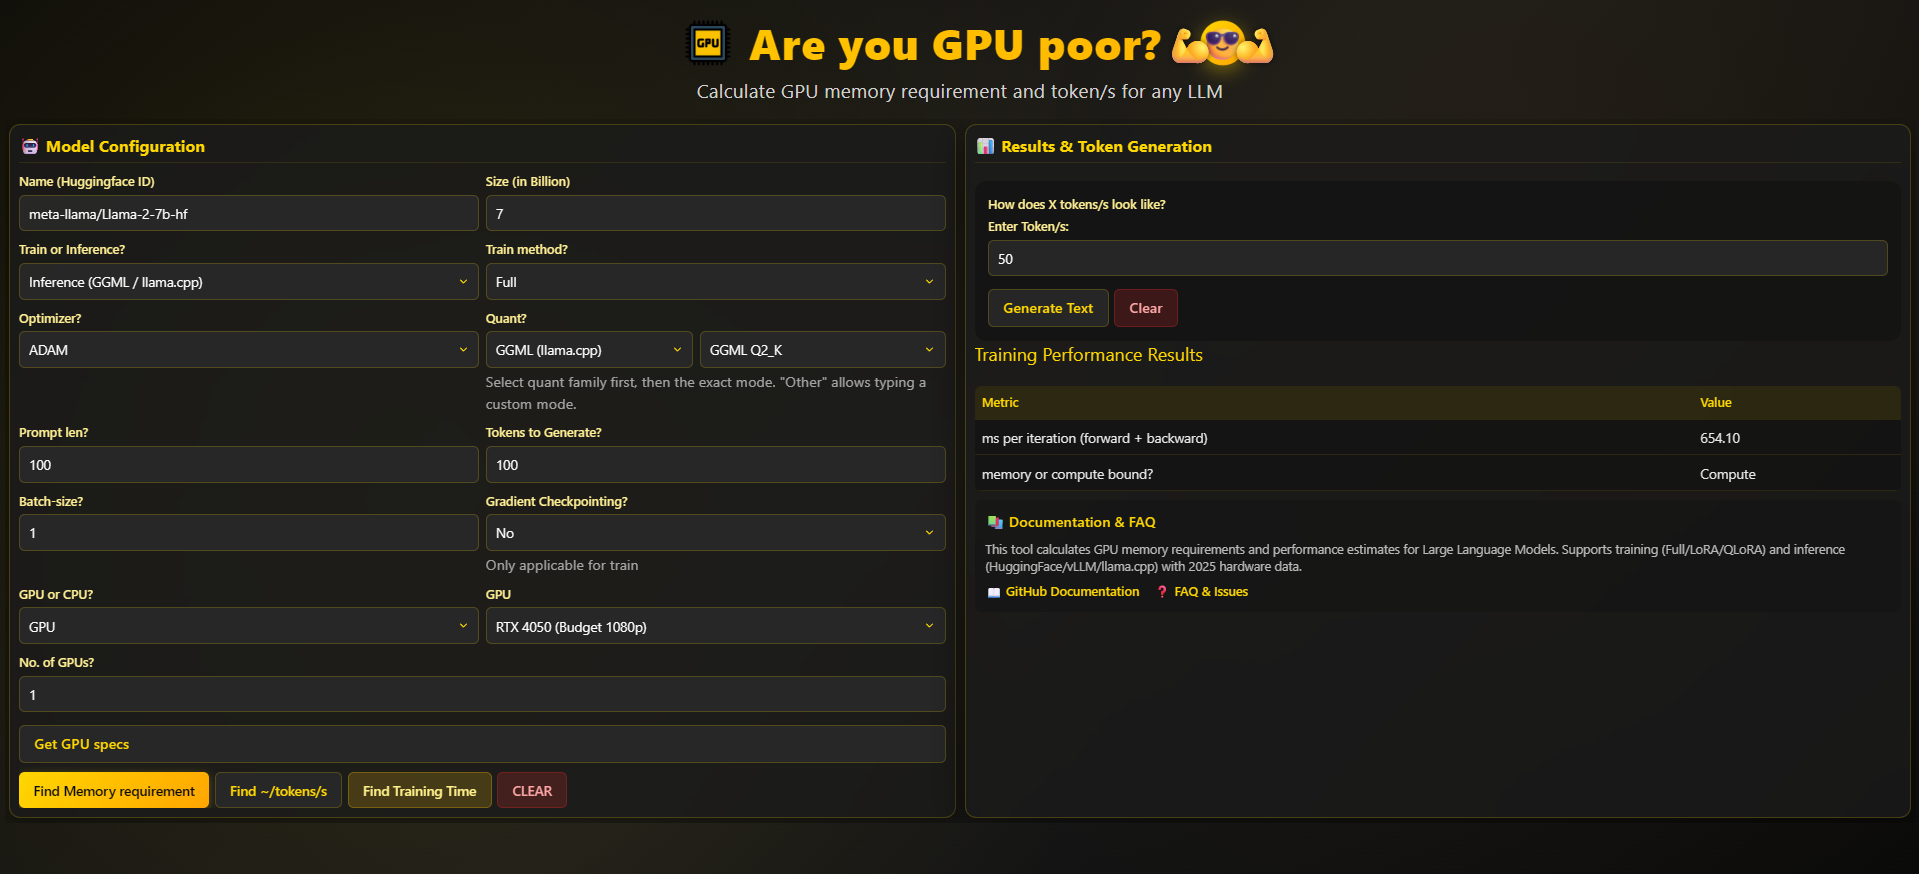 GPU
Are you GPU poor?
Calculate GPU memory requirement and token/s for any LLM
Model Configuration
Name (Huggingface ID)
meta-llama/Llama-2-7b-hf
Size (in Billion)
7
Train or Inference?
Inference (GGML / llama.cpp)
Train method?
Full
Optimizer?
ADAM
Quant?
GGML (llama.cpp)
GGML Q2_K
Select quant family first, then the exact mode. "Other" allows typing a
custom mode.
Prompt len?
100
Tokens to Generate?
100
Batch-size?
1
Gradient Checkpointing?
No
Only applicable for train
GPU or CPU?
GPU
GPU
RTX 4050 (Budget 1080p)
No. of GPUs?
1
Get GPU specs
Find Memory requirement
Find ~/tokens/s
Find Training Time
CLEAR
Results & Token Generation
How does X tokens/s look like?
Enter Token/s:
50
Generate Text
Clear
Training Performance Results
Metric Value
ms per iteration (forward + backward) 654.10
memory or compute bound? Compute
Documentation & FAQ
This tool calculates GPU memory requirements and performance estimates for Large Language Models. Supports training (Full/LoRA/QLoRA) and inference
(HuggingFace/vLLM/llama.cpp) with 2025 hardware data.
GitHub Documentation
FAQ & Issues